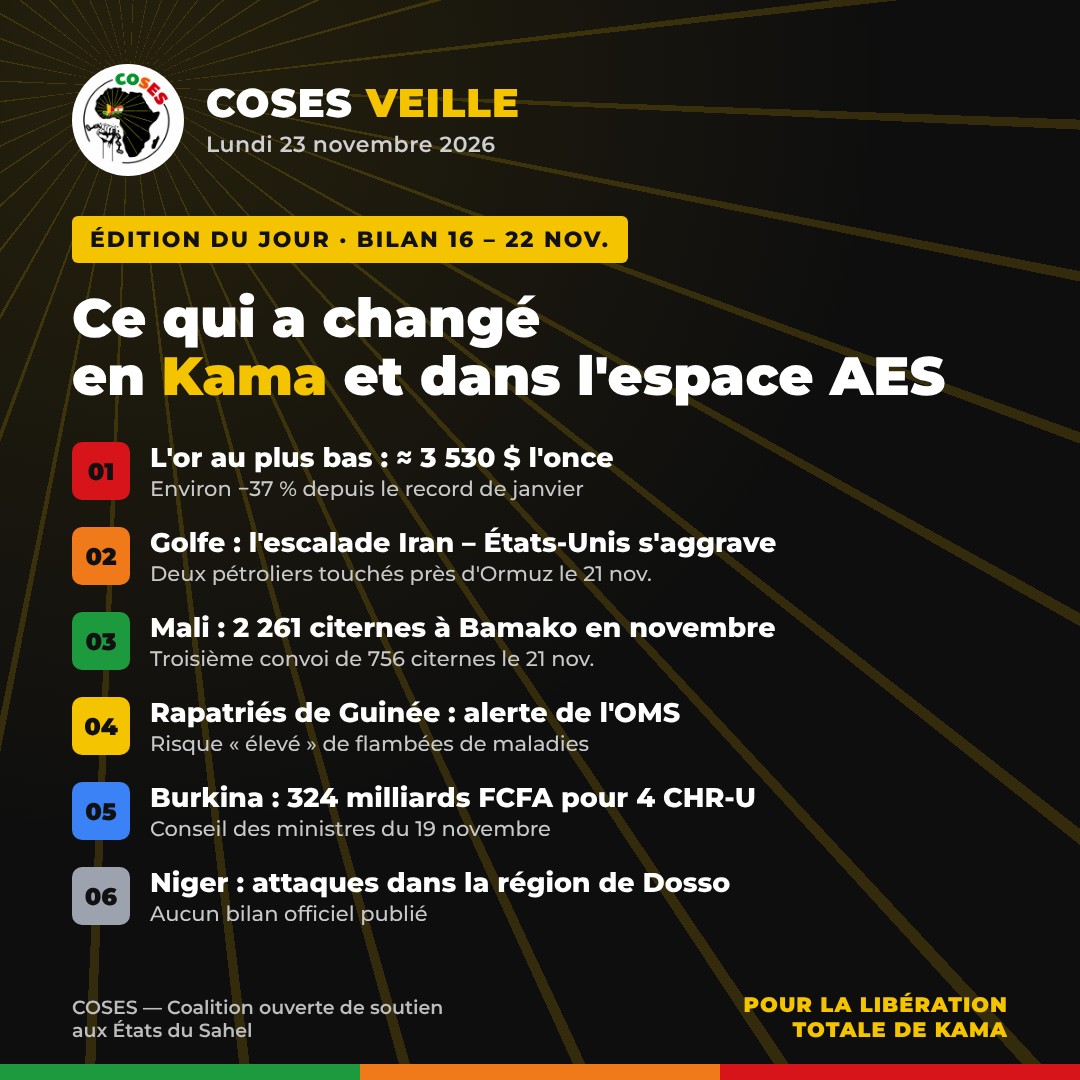 COSES
COSES VEILLE
Lundi 23 novembre 2026
ÉDITION DU JOUR · BILAN 16 – 22 NOV.
Ce qui a changé
en Kama et dans l'espace AES
01
L'or au plus bas : ≈ 3 530 $ l'once
Environ −37 % depuis le record de janvier
02
Golfe : l'escalade Iran – États-Unis s'aggrave
Deux pétroliers touchés près d'Ormuz le 21 nov.
03
Mali : 2 261 citernes à Bamako en novembre
Troisième convoi de 756 citernes le 21 nov.
04
Rapatriés de Guinée : alerte de l'OMS
Risque « élevé » de flambées de maladies
05
Burkina : 324 milliards FCFA pour 4 CHR-U
Conseil des ministres du 19 novembre
06
Niger : attaques dans la région de Dosso
Aucun bilan officiel publié
COSES — Coalition ouverte de soutien
aux États du Sahel
POUR LA LIBÉRATION
TOTALE DE KAMA